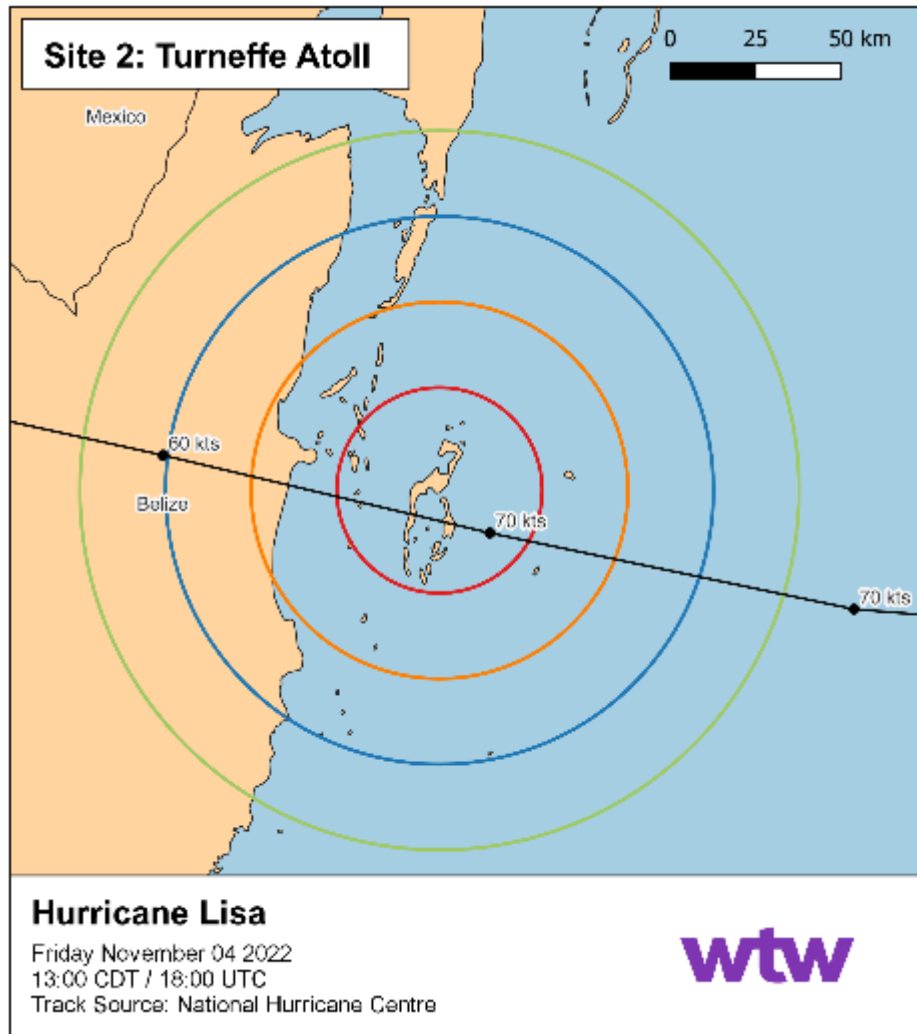 Site 2: Turneffe Atoll
0 25 50 km
Mexico
60 kts
Belize
70 kts
70 kts
Hurricane Lisa
Friday November 04 2022
13:00 CDT / 18:00 UTC
Track Source: National Hurricane Centre
wtw